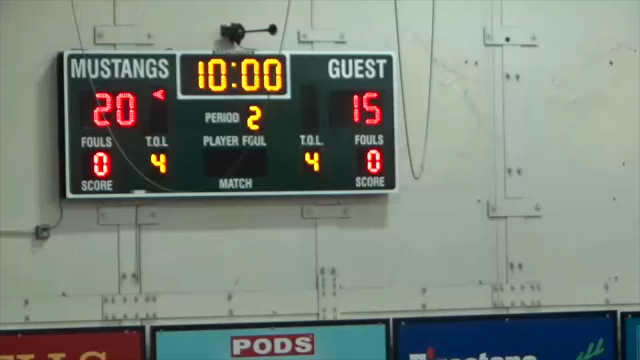 MUSTANGS 10:00 GUEST
20 PERIOD 2 15
FOULS T.O.L PLAYER FOUL T.O.L. FOULS
0 4 4 0
SCORE MATCH SCORE
PODS
Firestone